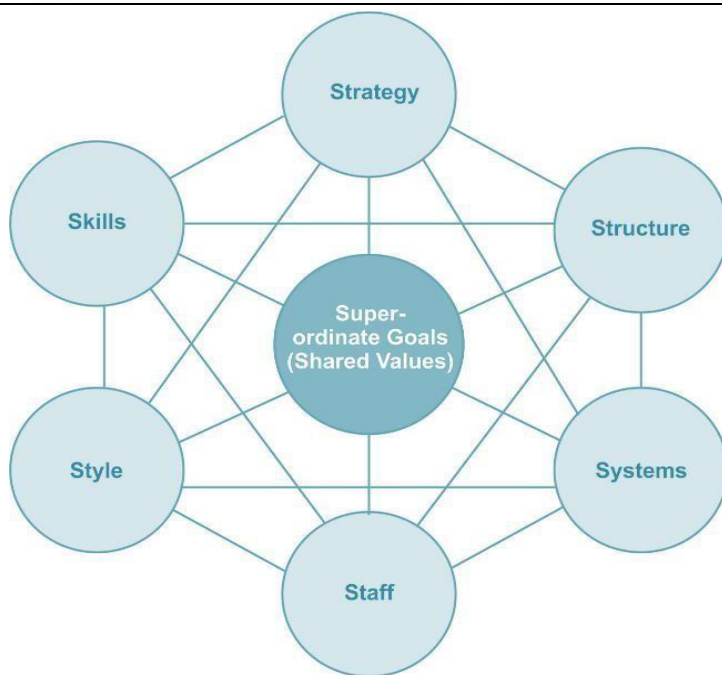 Strategy
Skills
Structure
Super-
ordinate Goals
(Shared Values)
Style
Systems
Staff